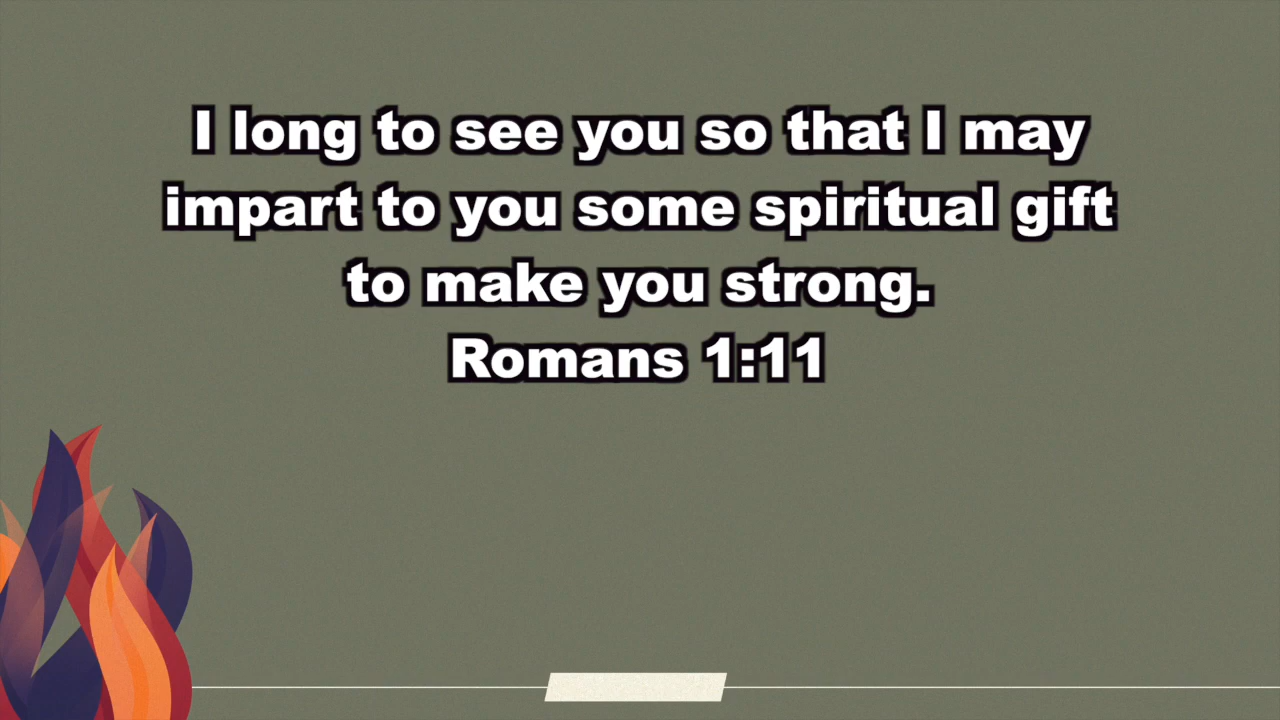 I long to see you so that I may
impart to you some spiritual gift
to make you strong.
Romans 1:11